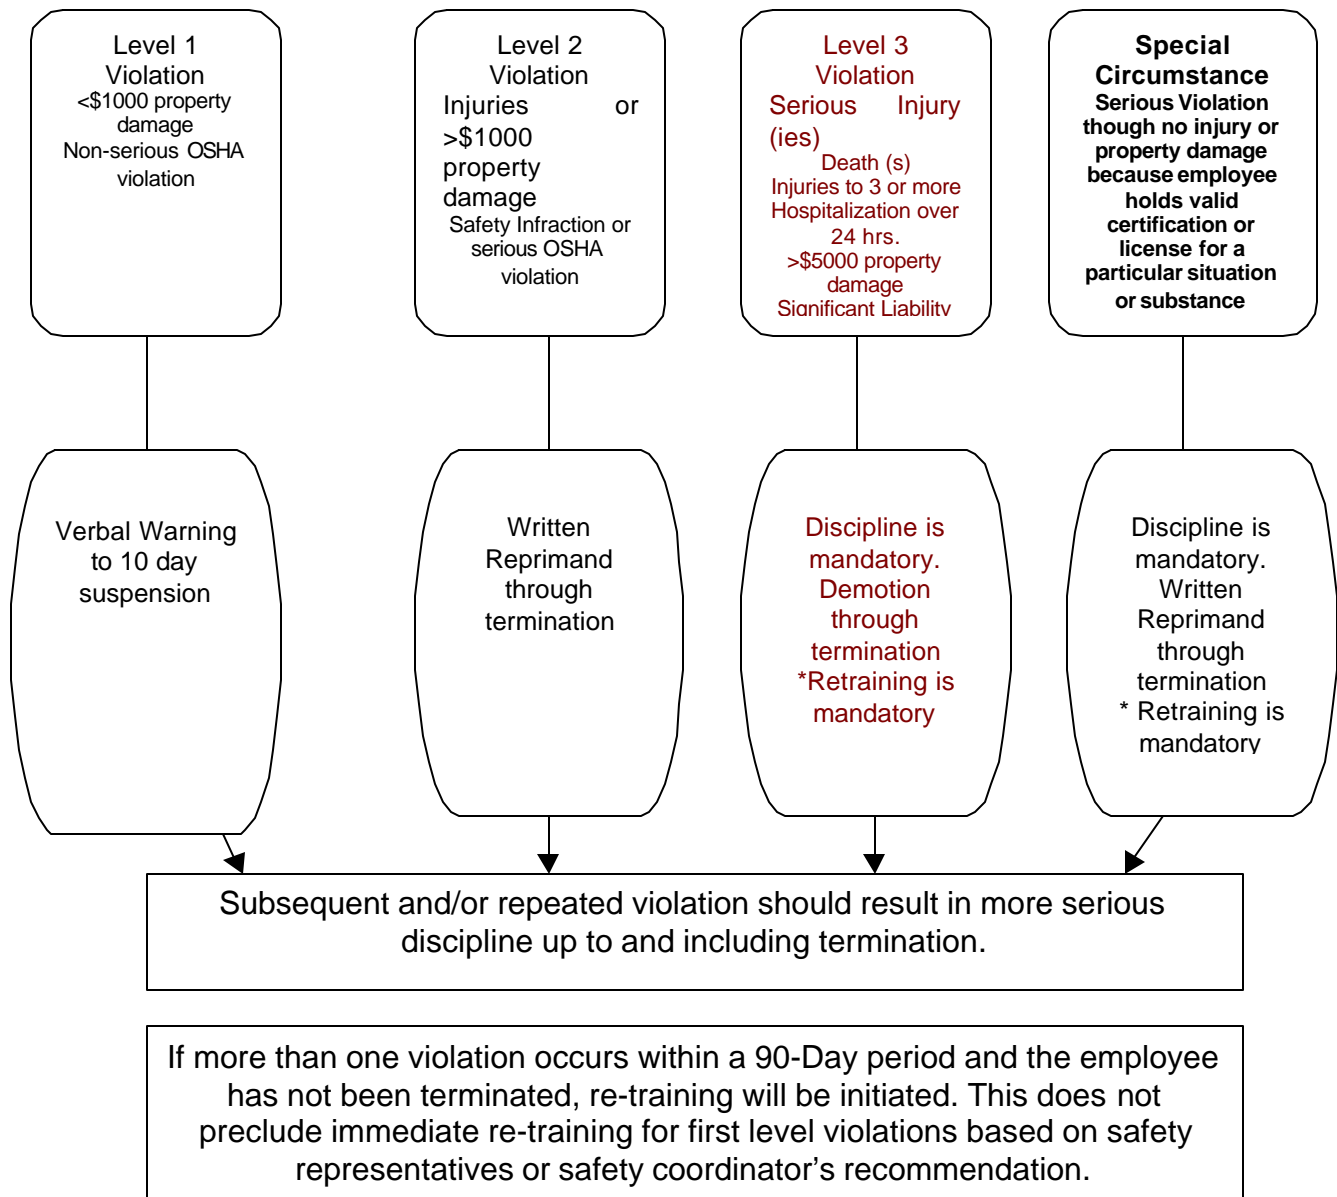 Level 1
Violation
<$1000 property
damage
Non-serious OSHA
violation
Level 2
Violation
Injuries or
>$1000
property
damage
Safety Infraction or
serious OSHA
violation
Level 3
Violation
Serious Injury
(ies)
Death (s)
Injuries to 3 or more
Hospitalization over
24 hrs.
>$5000 property
damage
Significant Liability
Special
Circumstance
Serious Violation
though no injury or
property damage
because employee
holds valid
certification or
license for a
particular situation
or substance
Verbal Warning
to 10 day
suspension
Written
Reprimand
through
termination
Discipline is
mandatory.
Demotion
through
termination
*Retraining is
mandatory
Discipline is
mandatory.
Written
Reprimand
through
termination
* Retraining is
mandatory
Subsequent and/or repeated violation should result in more serious
discipline up to and including termination.
If more than one violation occurs within a 90-Day period and the employee
has not been terminated, re-training will be initiated. This does not
preclude immediate re-training for first level violations based on safety
representatives or safety coordinator's recommendation.